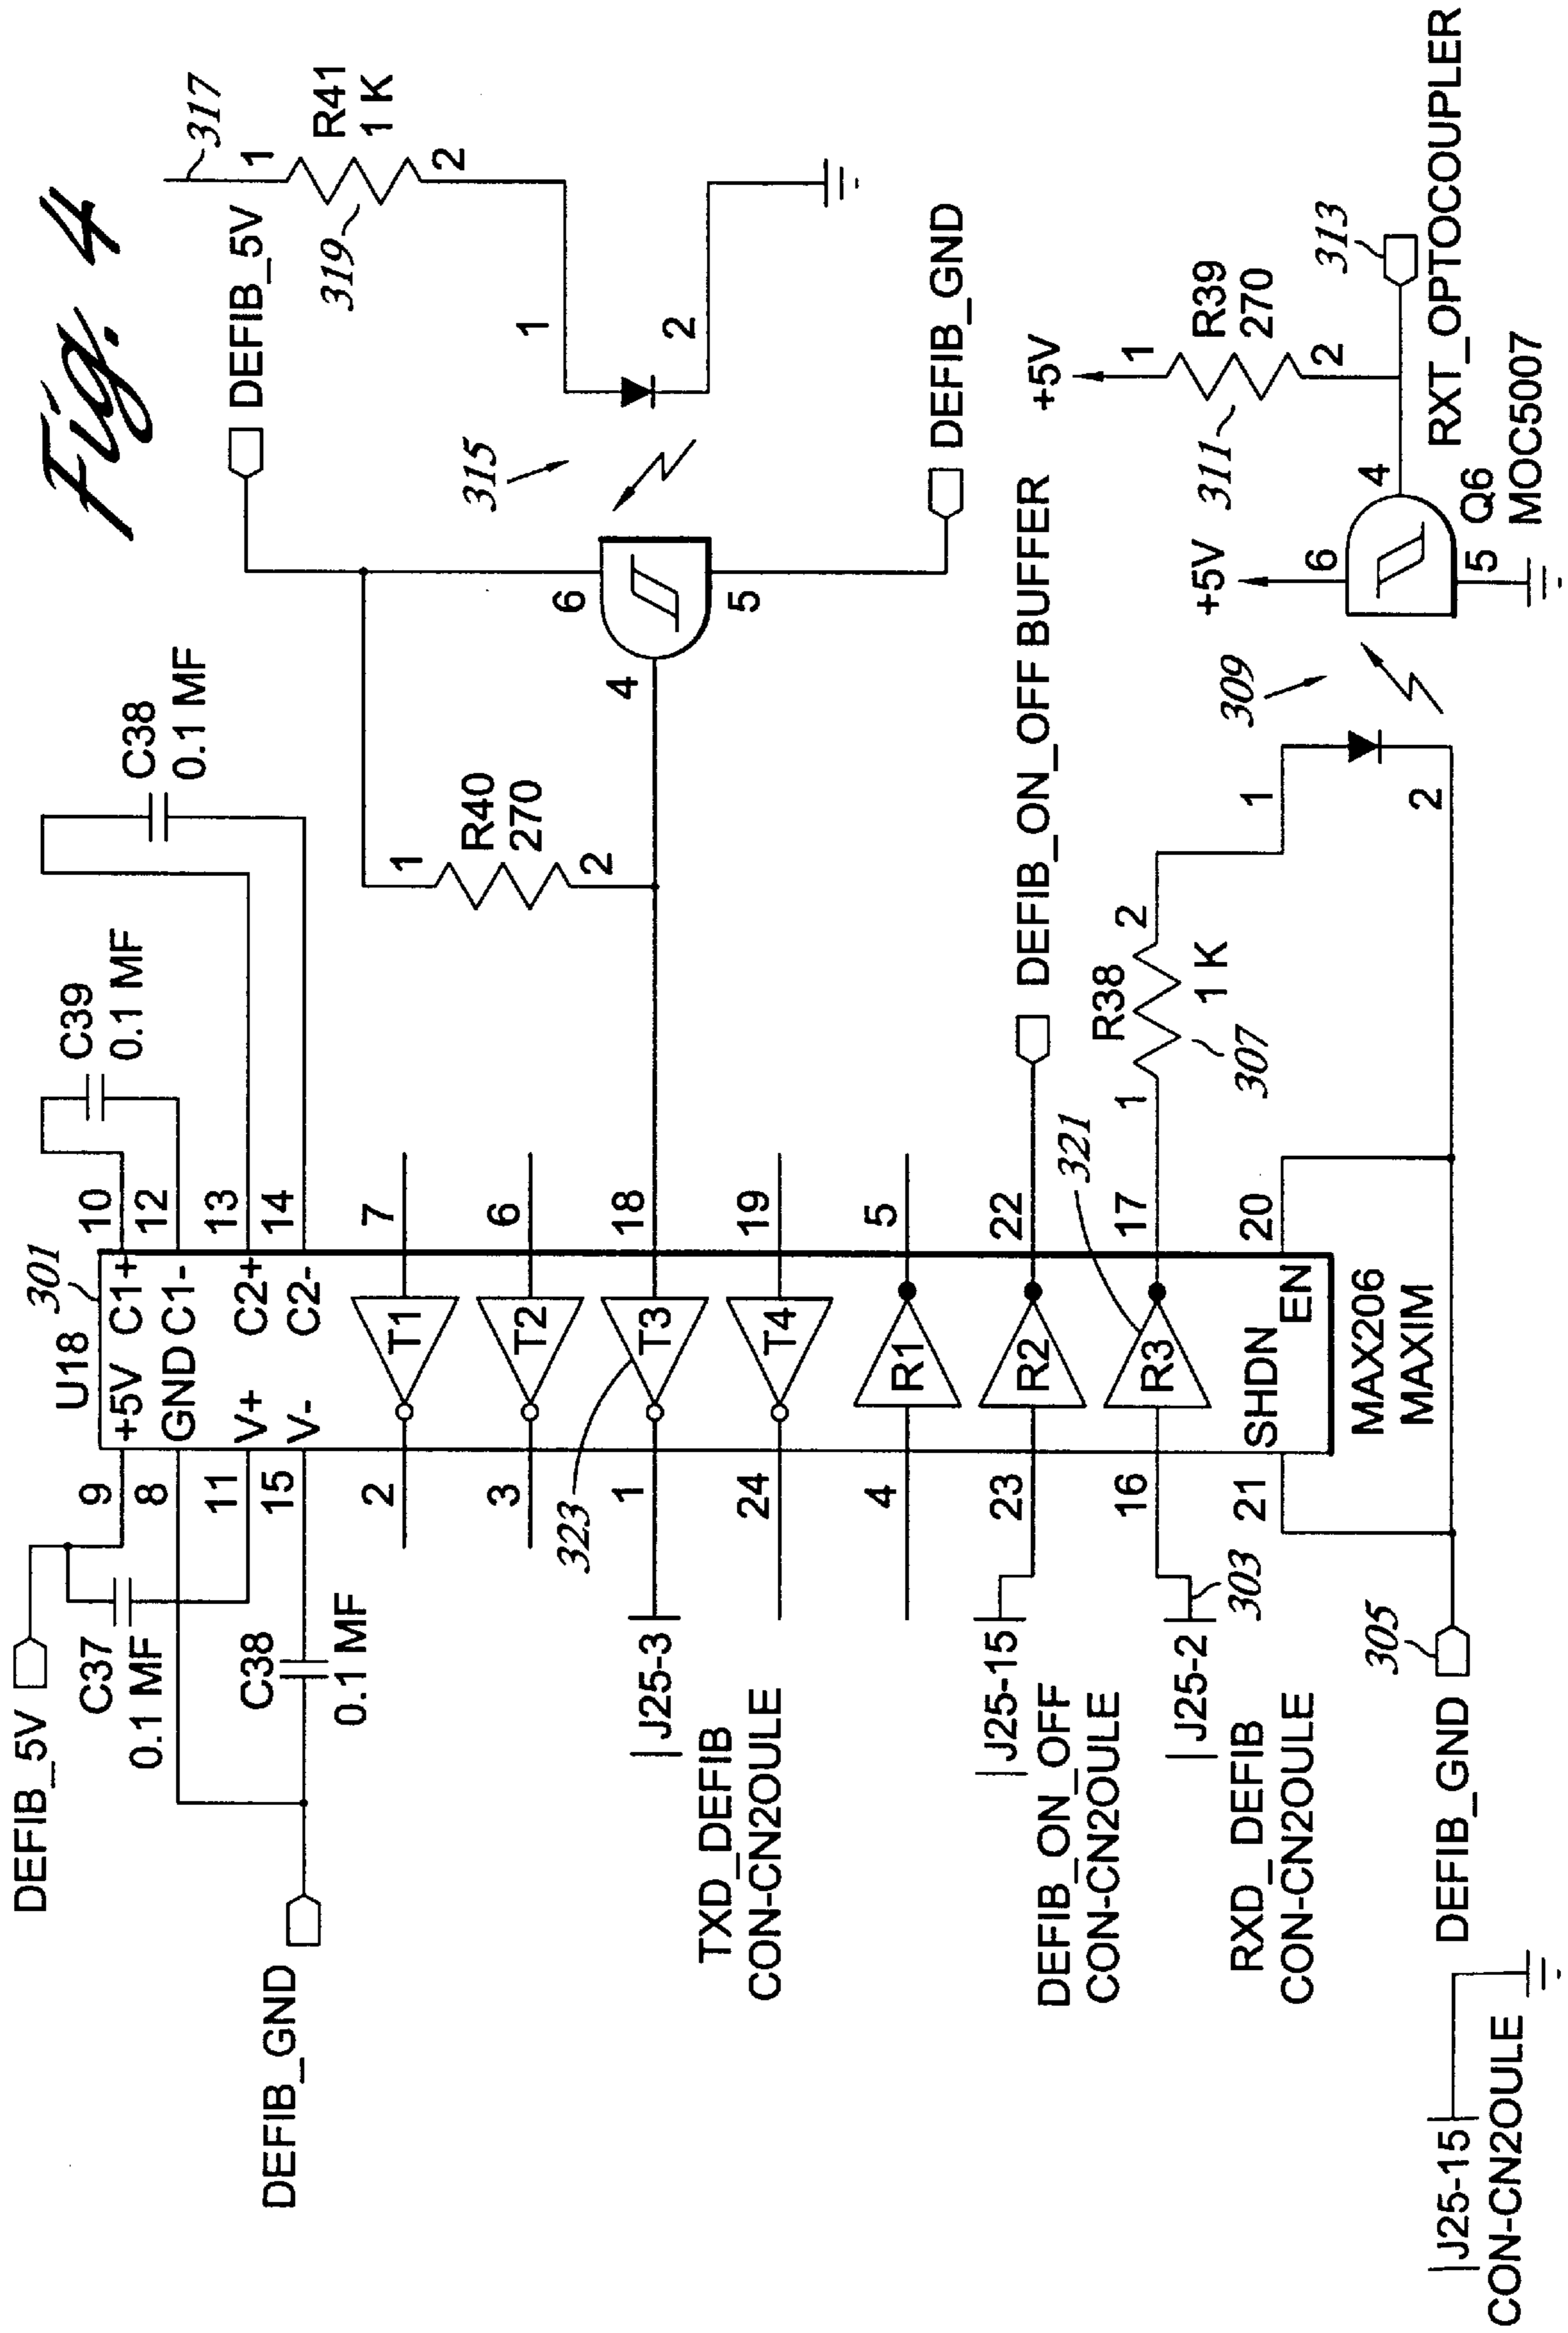 Fig. 4
DEFIB_5V
C37
0.1 MF
DEFIB_GND
C38
0.1 MF
U18
301
+5V
C1+
GND
C1-
V+
C2+
V-
C2-
9
8
11
15
10
12
13
14
C39
0.1 MF
C38
0.1 MF
DEFIB_5V
317
1
R41
1 K
2
319
2
T1
7
3
T2
6
J25-3
TXD_DEFIB
CON-CN2OULE
1
323
T3
18
24
T4
19
R40
270
1
2
6
4
5
315
1
2
DEFIB_GND
4
R1
5
J25-15
DEFIB_ON_OFF
CON-CN2OULE
23
R2
22
DEFIB_ON_OFF BUFFER
J25-2
RXD_DEFIB
CON-CN2OULE
303
16
R3
321
17
1
R38
1 K
2
307
21
SHDN
EN
20
MAX206
MAXIM
305
DEFIB_GND
1
2
309
+5V
6
4
5
Q6
MOC5007
+5V
1
R39
270
2
311
313
RXT_OPTOCOUPLER
J25-15
CON-CN2OULE